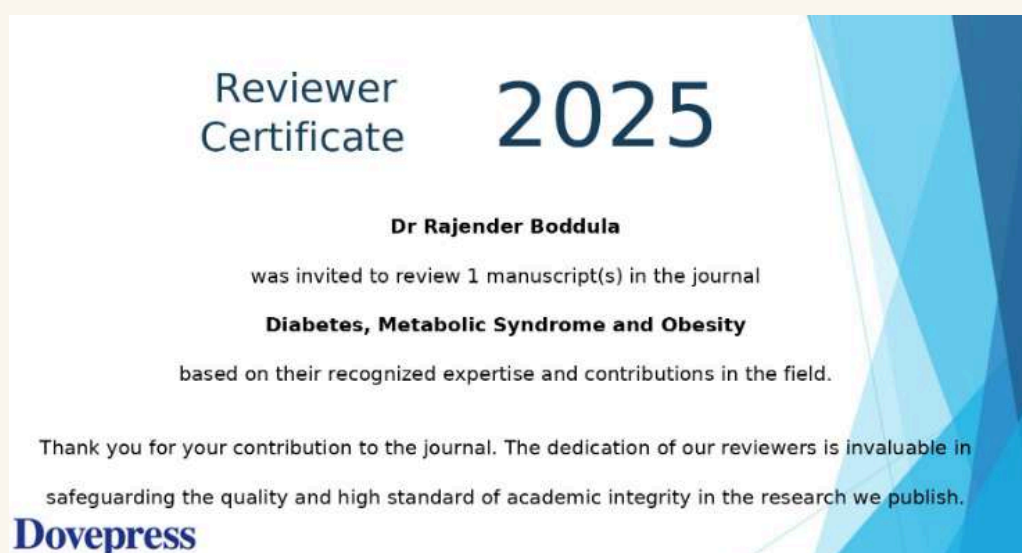 Reviewer
Certificate
2025
Dr Rajender Boddula
was invited to review 1 manuscript(s) in the journal
Diabetes, Metabolic Syndrome and Obesity
based on their recognized expertise and contributions in the field.
Thank you for your contribution to the journal. The dedication of our reviewers is invaluable in
safeguarding the quality and high standard of academic integrity in the research we publish.
Dovepress